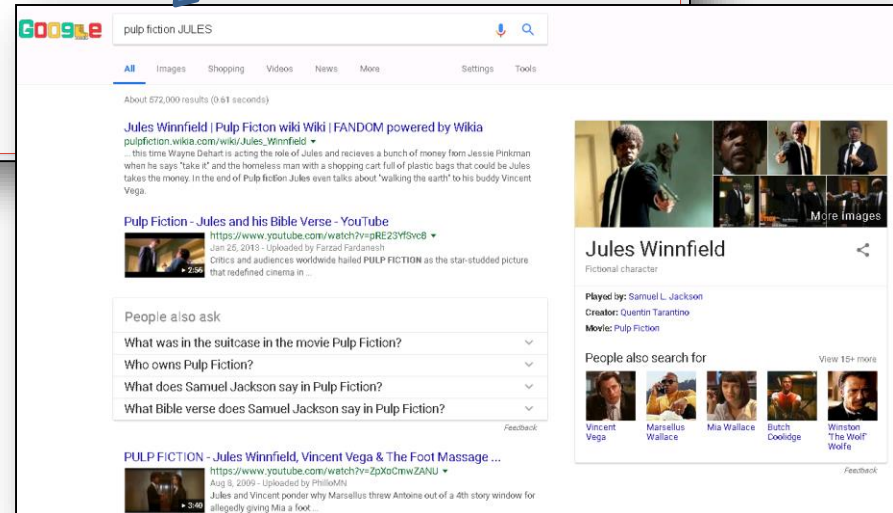 Google
pulp fiction JULES
All Images Shopping Videos News More Settings Tools
About 572,000 results (0.61 seconds)
Jules Winnfield | Pulp Ficton wiki Wiki | FANDOM powered by Wikia
pulpfiction.wikia.com/wiki/Jules_Winnfield
... this time Wayne Dehart is acting the role of Jules and recieves a bunch of money from Jessie Pinkman
when he says "take it" and the homeless man with a shopping cart full of plastic bags that could be Jules
takes the money. In the end of Pulp fiction Jules even talks about "walking the earth" to his buddy Vincent
Vega.
Pulp Fiction - Jules and his Bible Verse - YouTube
https://www.youtube.com/watch?v=pRE23YfSvc8
2:56
Jan 25, 2013 - Uploaded by Farzad Fardanesh
Critics and audiences worldwide hailed PULP FICTION as the star-studded picture
that redefined cinema in ...
People also ask
What was in the suitcase in the movie Pulp Fiction?
Who owns Pulp Fiction?
What does Samuel Jackson say in Pulp Fiction?
What Bible verse does Samuel Jackson say in Pulp Fiction?
Feedback
PULP FICTION - Jules Winnfield, Vincent Vega & The Foot Massage ...
https://www.youtube.com/watch?v=ZpXoCmwZANU
3:40
Aug 8, 2009 - Uploaded by PhilloMN
Jules and Vincent ponder why Marsellus threw Antoine out of a 4th story window for
allegedly giving Mia a foot ...
More images
Jules Winnfield
Fictional character
Played by: Samuel L. Jackson
Creator: Quentin Tarantino
Movie: Pulp Fiction
People also search for View 15+ more
Vincent
Vega
Marsellus
Wallace
Mia Wallace
Butch
Coolidge
Winston
'The Wolf'
Wolfe
Feedback